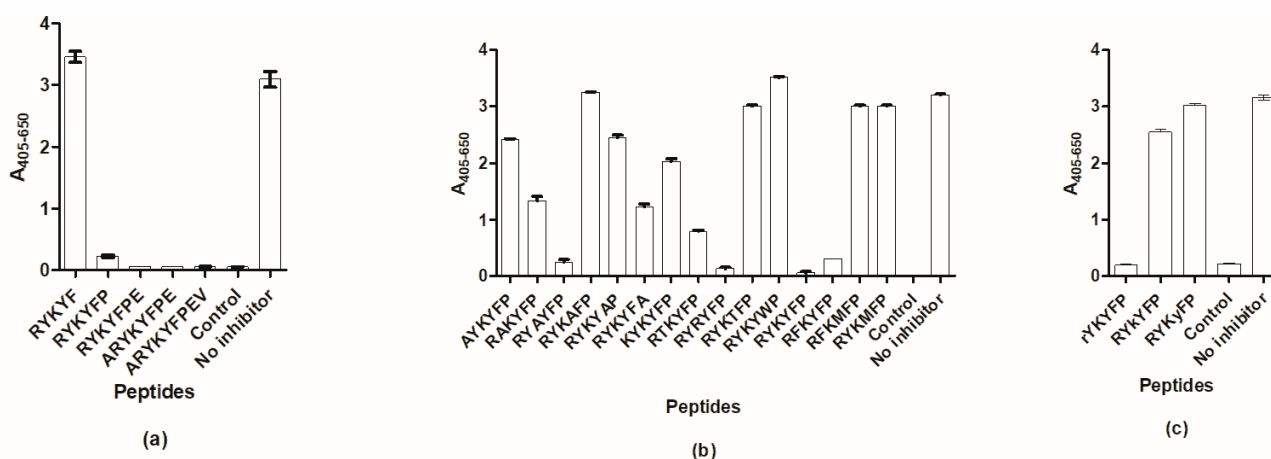 4
3
2
1
0
A405-650
RYKYF
RYKYFP
RYKYFPE
ARYKYFPE
ARYKYFPEV
Control
No inhibitor
Peptides
(a)
4
3
2
1
0
A405-650
AYKYFP
RAKYFP
RYAYFP
RYKAFP
RYKYAP
RYKYFA
KYKYFP
RTKYFP
RYRYFP
RYKTFP
RYKYWP
RYKYFP
RFKYFP
RFKMFP
RYKMFP
Control
No inhibitor
Peptides
(b)
4
3
2
1
0
A405-650
rYKYFP
RYKYFP
RYKyFP
Control
No inhibitor
Peptides
(c)